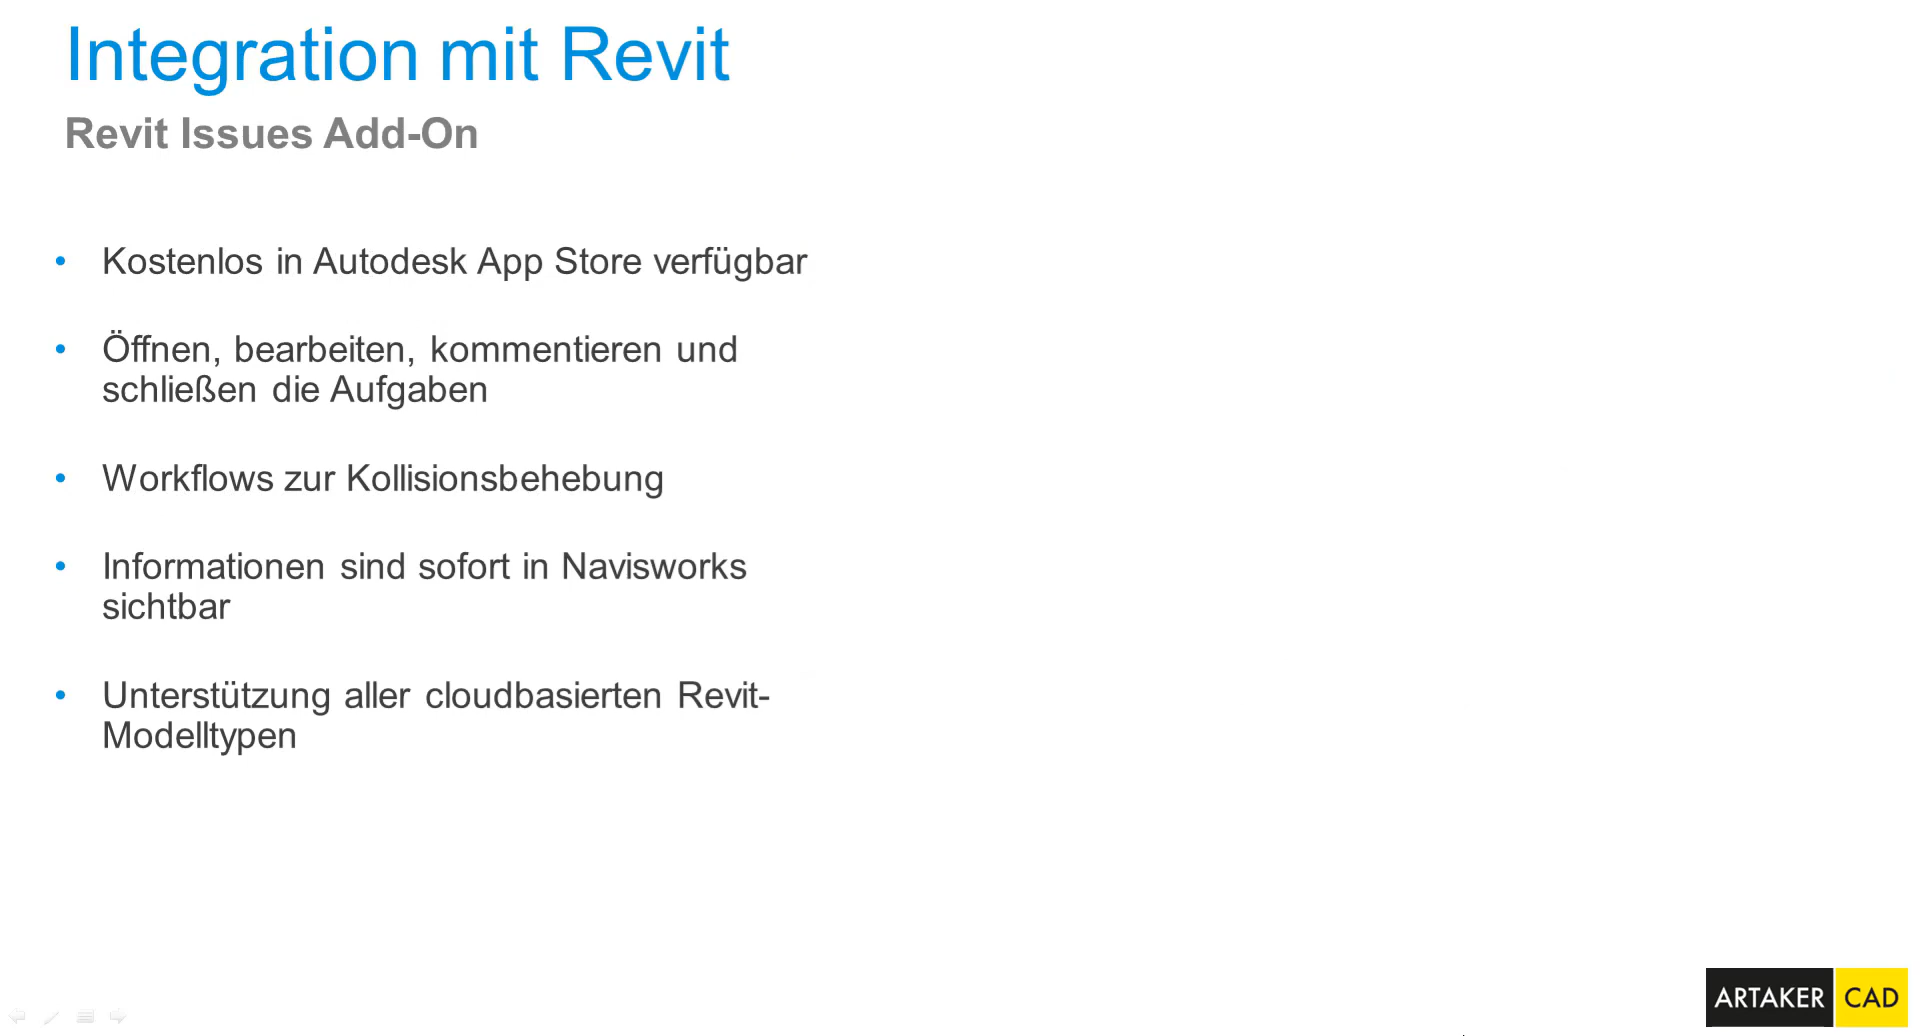 Integration mit Revit
Revit Issues Add-On
• Kostenlos in Autodesk App Store verfügbar
• Öffnen, bearbeiten, kommentieren und
schließen die Aufgaben
• Workflows zur Kollisionsbehebung
• Informationen sind sofort in Navisworks
sichtbar
• Unterstützung aller cloudbasierten Revit-
Modelltypen
ARTAKER CAD